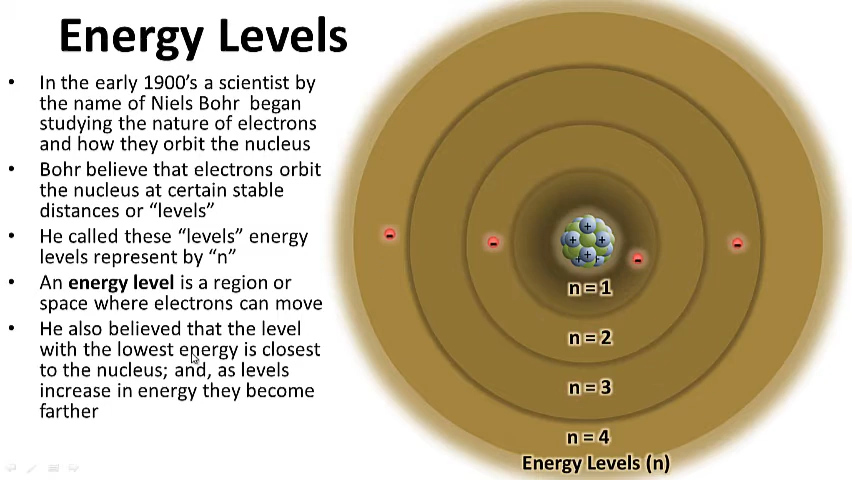 Energy Levels
• In the early 1900's a scientist by
the name of Niels Bohr began
studying the nature of electrons
and how they orbit the nucleus
• Bohr believe that electrons orbit
the nucleus at certain stable
distances or “levels”
• He called these “levels” energy
levels represent by “n”
• An energy level is a region or
space where electrons can move
• He also believed that the level
with the lowest energy is closest
to the nucleus; and, as levels
increase in energy they become
farther
n = 1
n = 2
n = 3
n = 4
Energy Levels (n)